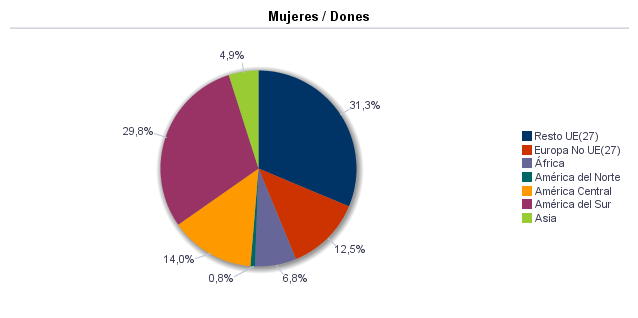 Mujeres / Dones
4,9%
31,3%
29,8%
12,5%
14,0%
0,8%
6,8%
Resto UE(27)
Europa No UE(27)
África
América del Norte
América Central
América del Sur
Asia